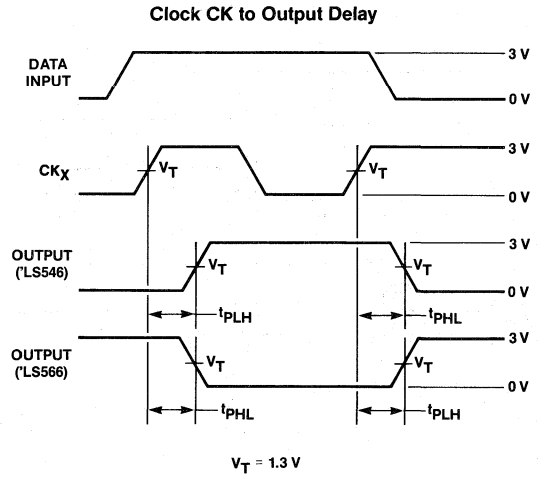 Clock CK to Output Delay
DATA
INPUT
3 V
0 V
CKX
VT
VT
3 V
0 V
OUTPUT
('LS546)
VT
VT
3 V
0 V
tPLH
tPHL
OUTPUT
('LS566)
VT
VT
3 V
0 V
tPHL
tPLH
VT = 1.3 V